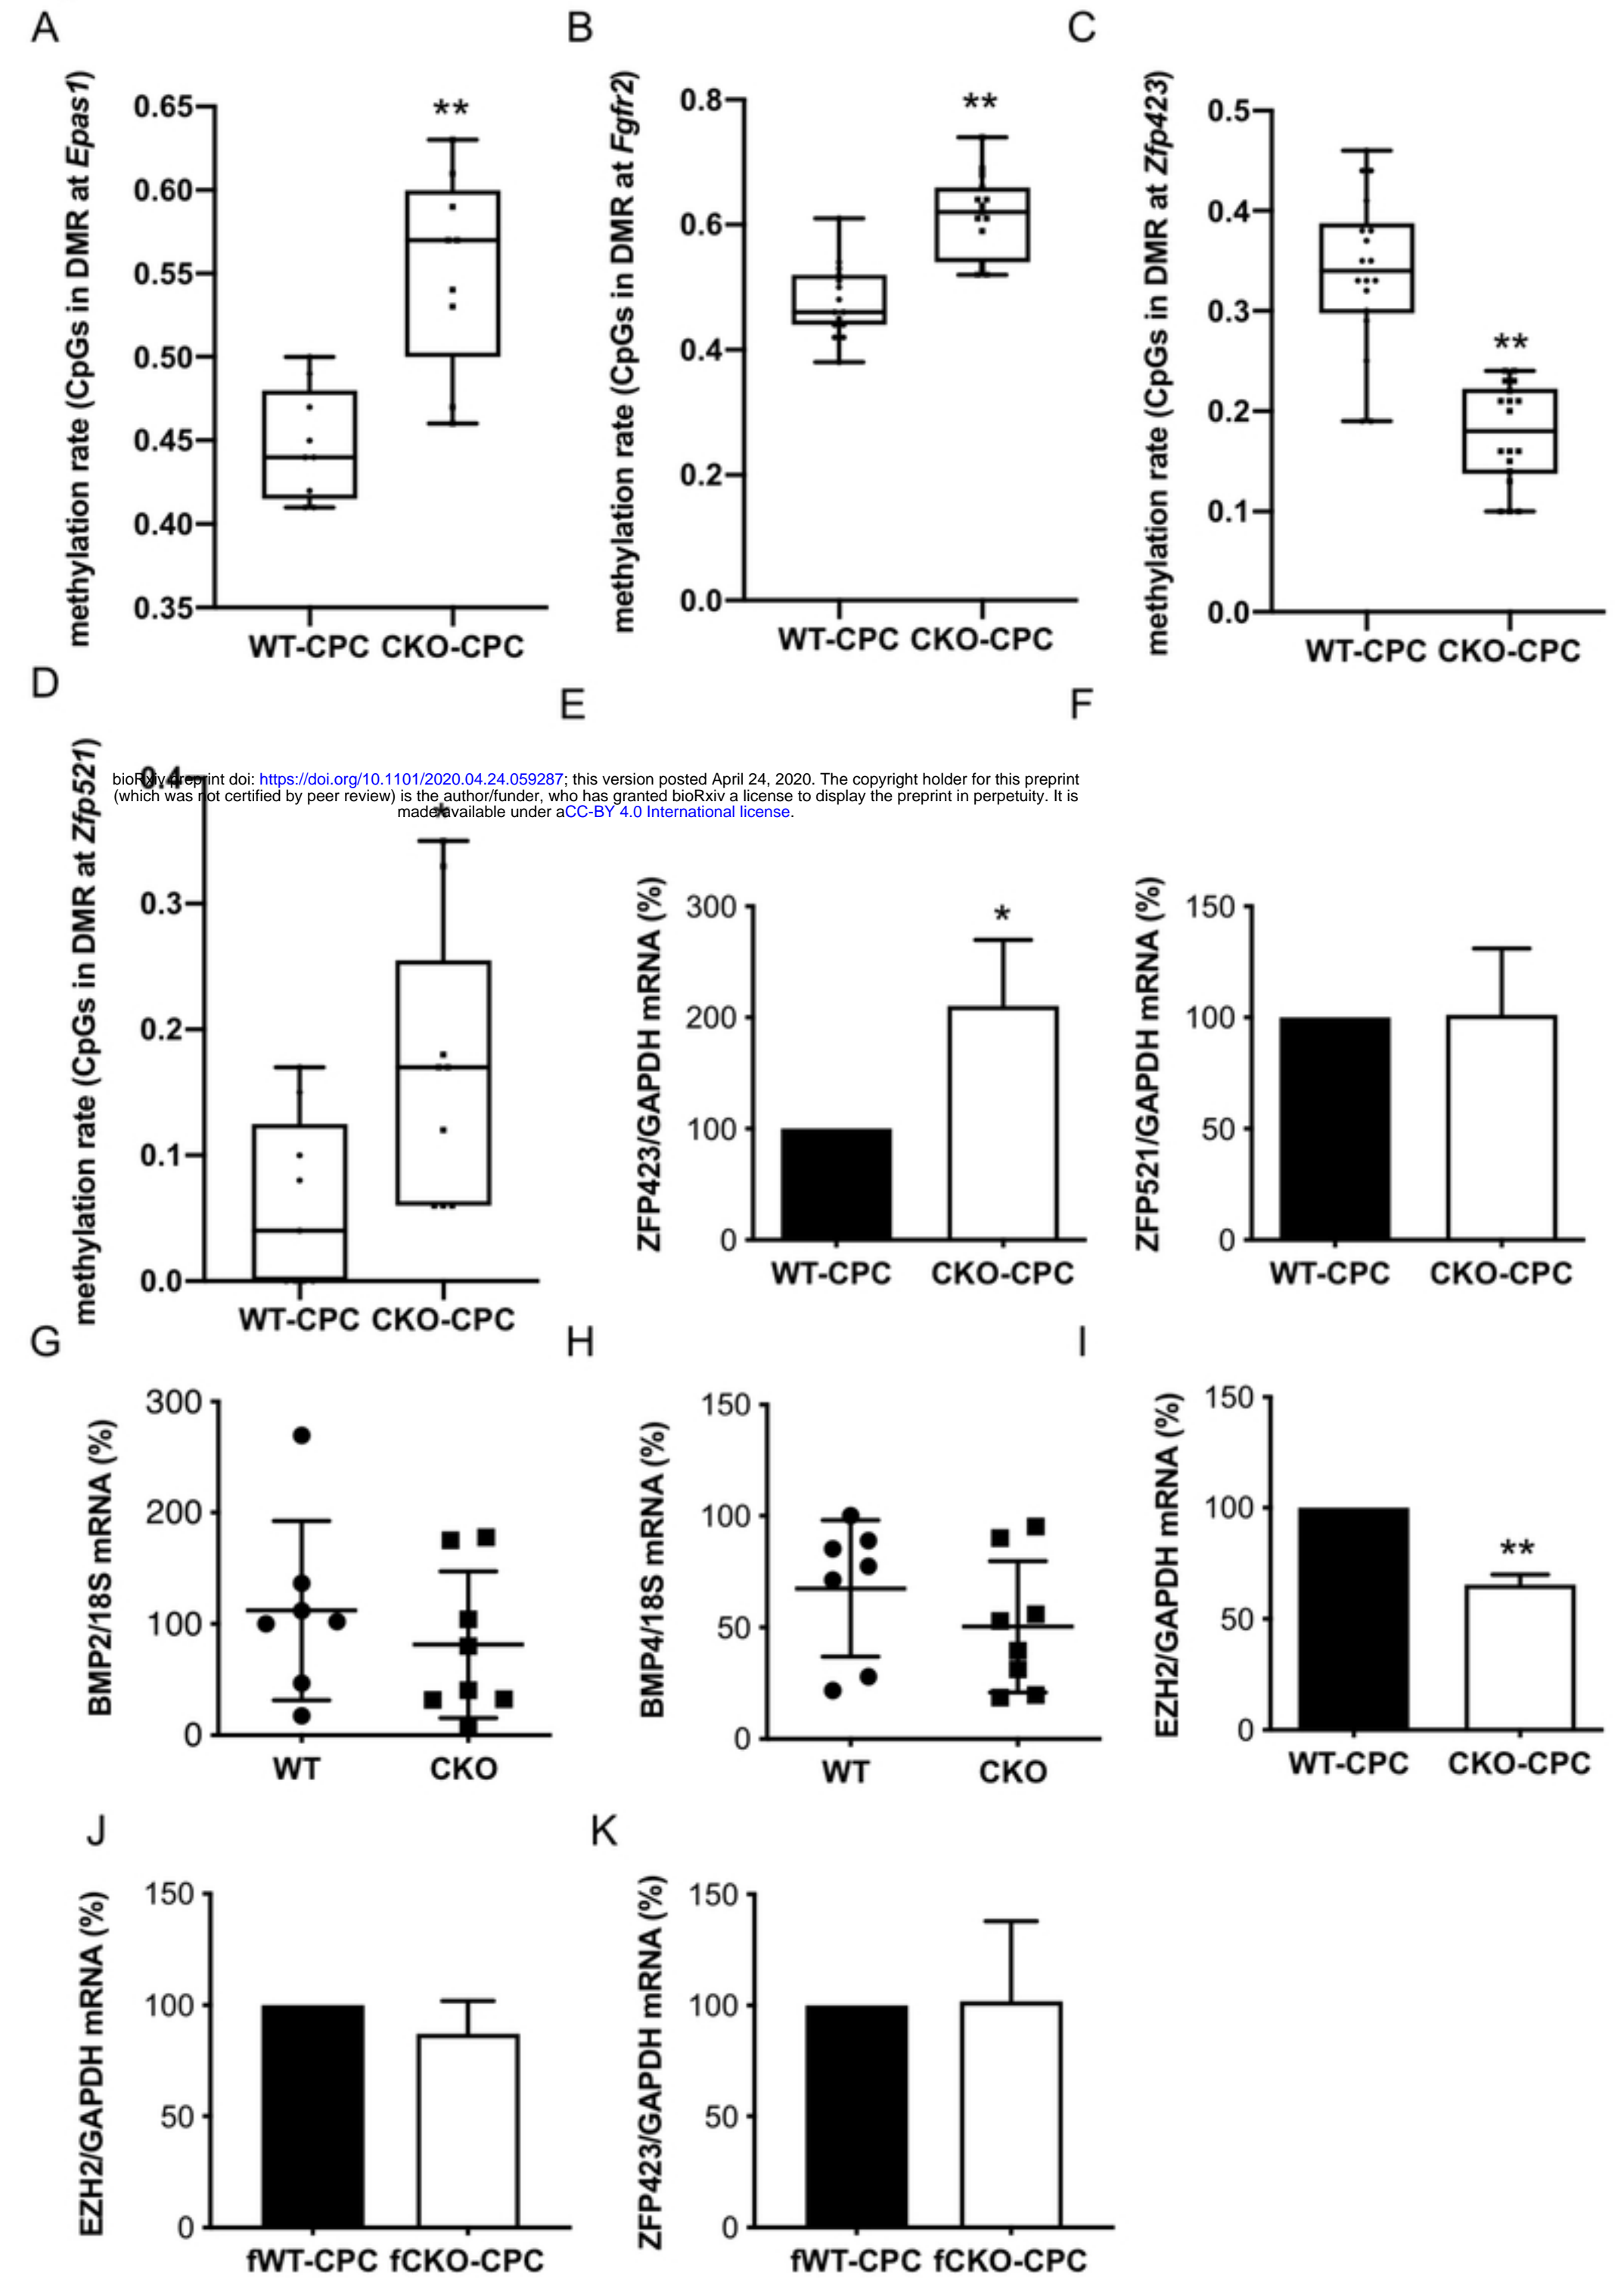 A
B
C
methylation rate (CpGs in DMR at Epas1)
0.65
0.60
0.55
0.50
0.45
0.40
0.35
**
WT-CPC CKO-CPC
methylation rate (CpGs in DMR at Fgfr2)
0.8
0.6
0.4
0.2
0.0
**
WT-CPC CKO-CPC
methylation rate (CpGs in DMR at Zfp423)
0.5
0.4
0.3
0.2
0.1
0.0
**
WT-CPC CKO-CPC
D
E
F
bioRxiv preprint doi: https://doi.org/10.1101/2020.04.24.059287; this version posted April 24, 2020. The copyright holder for this preprint
(which was not certified by peer review) is the author/funder, who has granted bioRxiv a license to display the preprint in perpetuity. It is
made available under aCC-BY 4.0 International license.
methylation rate (CpGs in DMR at Zfp521)
0.4
0.3
0.2
0.1
0.0
*
WT-CPC CKO-CPC
ZFP423/GAPDH mRNA (%)
300
200
100
0
*
WT-CPC CKO-CPC
ZFP521/GAPDH mRNA (%)
150
100
50
0
WT-CPC CKO-CPC
G
H
I
BMP2/18S mRNA (%)
300
200
100
0
WT CKO
BMP4/18S mRNA (%)
150
100
50
0
WT CKO
EZH2/GAPDH mRNA (%)
150
100
50
0
**
WT-CPC CKO-CPC
J
K
EZH2/GAPDH mRNA (%)
150
100
50
0
fWT-CPC fCKO-CPC
ZFP423/GAPDH mRNA (%)
150
100
50
0
fWT-CPC fCKO-CPC